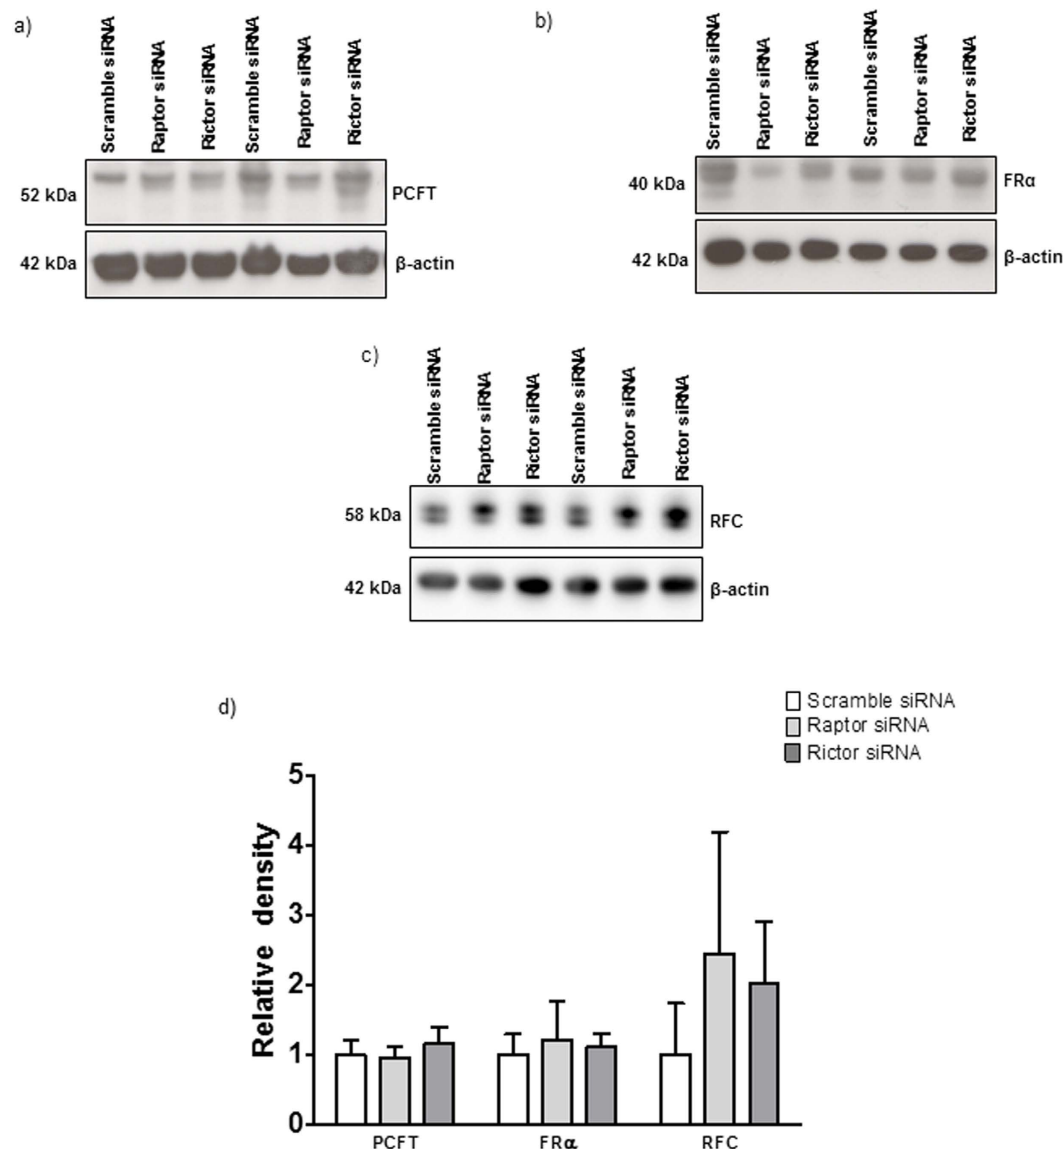 a)
Scramble siRNA
Raptor siRNA
Rictor siRNA
Scramble siRNA
Raptor siRNA
Rictor siRNA
52 kDa
PCFT
42 kDa
β-actin
b)
Scramble siRNA
Raptor siRNA
Rictor siRNA
Scramble siRNA
Raptor siRNA
Rictor siRNA
40 kDa
FRα
42 kDa
β-actin
c)
Scramble siRNA
Raptor siRNA
Rictor siRNA
Scramble siRNA
Raptor siRNA
Rictor siRNA
58 kDa
RFC
42 kDa
β-actin
d)
Scramble siRNA
Raptor siRNA
Rictor siRNA
Relative density
5
4
3
2
1
0
PCFT FRα RFC